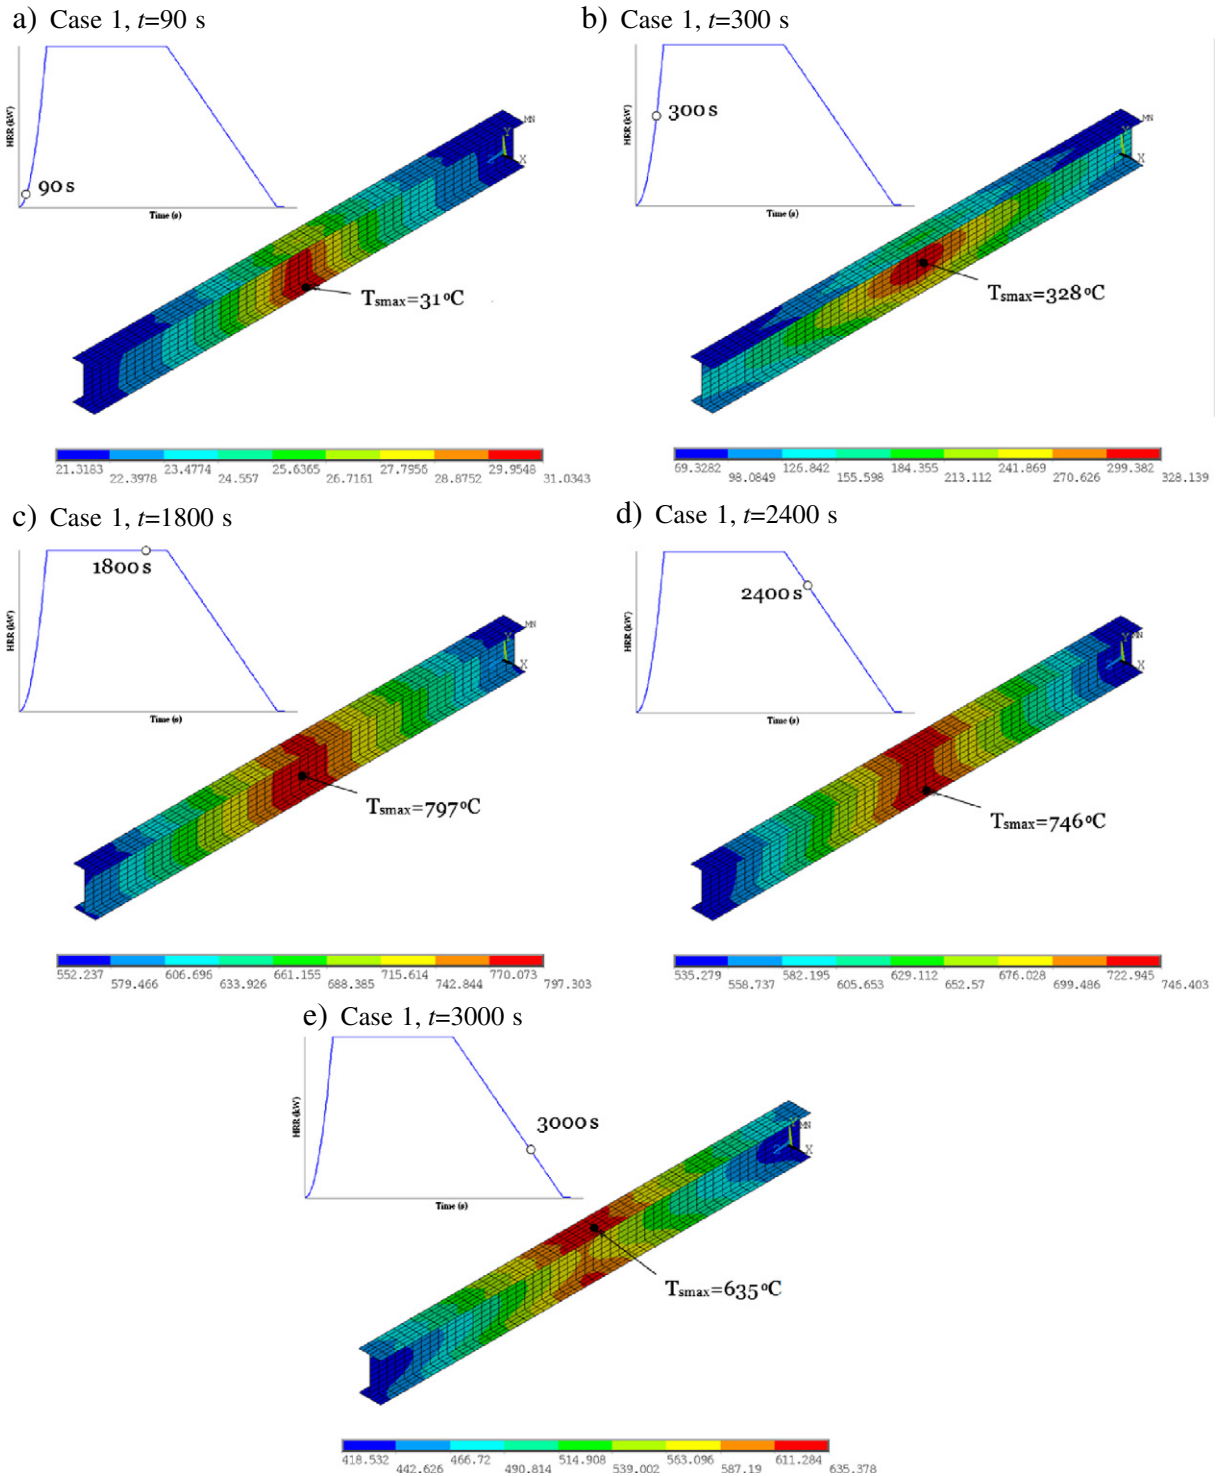 a) Case 1, t=90 s
HRR (kW)
90 s
Time (s)
MN
Y
Z
X
Tsmax=31ºC
21.3183 22.3978 23.4774 24.557 25.6365 26.7161 27.7955 28.8752 29.9548 31.0343
b) Case 1, t=300 s
HRR (kW)
300 s
Time (s)
MN
Y
X
Tsmax=328ºC
69.3282 98.0849 126.842 155.598 184.355 213.112 241.869 270.626 299.382 328.139
c) Case 1, t=1800 s
HRR (kW)
1800 s
Time (s)
MN
Y
X
Tsmax=797ºC
552.237 579.466 606.696 633.926 661.155 688.385 715.614 742.844 770.073 797.303
d) Case 1, t=2400 s
HRR (kW)
2400 s
Time (s)
MN
Y
Z
X
Tsmax=746ºC
535.279 558.737 582.195 605.653 629.112 652.57 676.028 699.486 722.945 746.403
e) Case 1, t=3000 s
HRR (kW)
3000 s
Time (s)
MN
Y
Z
X
Tsmax=635ºC
418.532 442.626 466.72 490.814 514.908 539.002 563.096 587.19 611.284 635.378